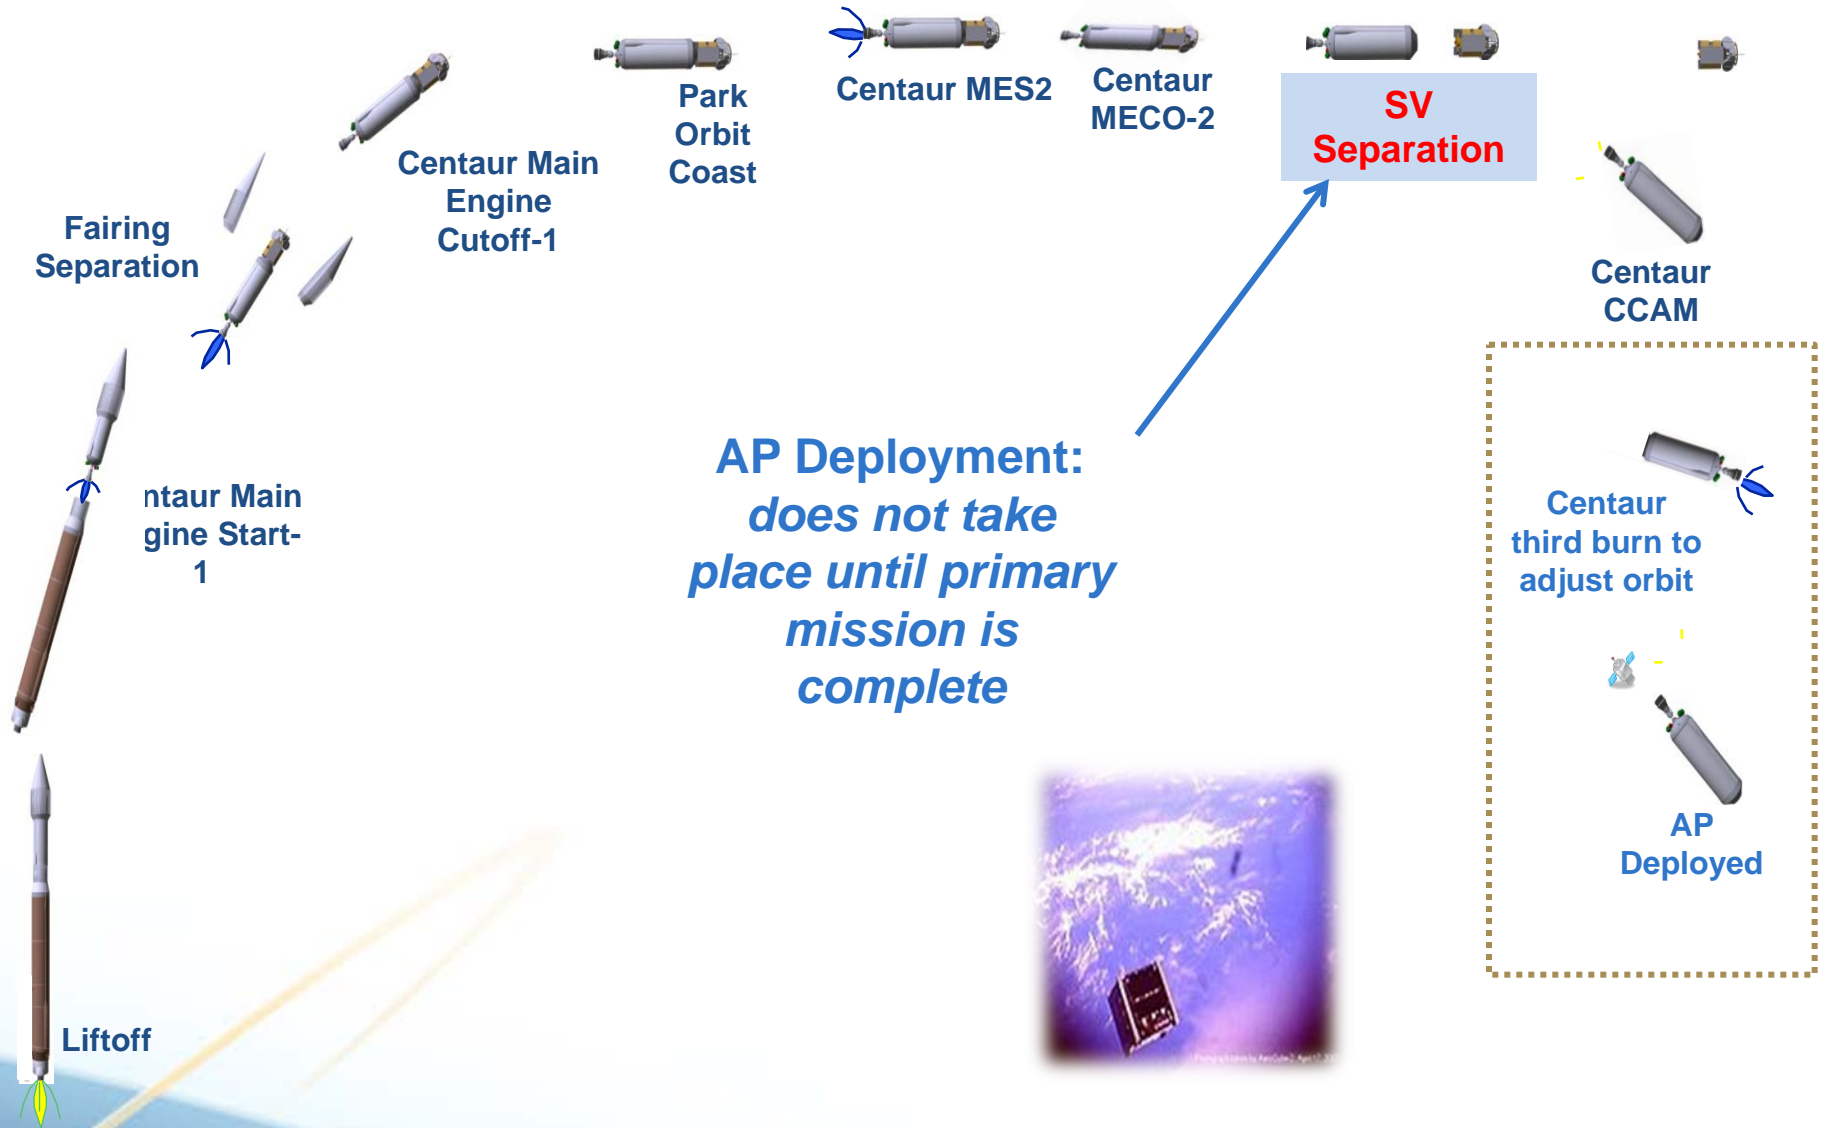 Liftoff
ntaur Main
gine Start-
1
Fairing
Separation
Centaur Main
Engine
Cutoff-1
Park
Orbit
Coast
Centaur MES2
Centaur
MECO-2
SV
Separation
Centaur
CCAM
AP Deployment:
does not take
place until primary
mission is
complete
Centaur
third burn to
adjust orbit
AP
Deployed